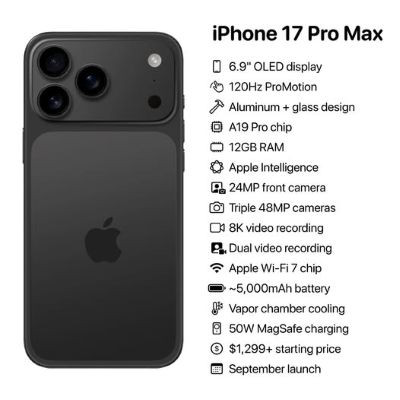 iPhone 17 Pro Max
6.9" OLED display
120Hz ProMotion
Aluminum + glass design
A19 Pro chip
12GB RAM
Apple Intelligence
24MP front camera
Triple 48MP cameras
8K video recording
Dual video recording
Apple Wi-Fi 7 chip
~5,000mAh battery
Vapor chamber cooling
50W MagSafe charging
$1,299+ starting price
September launch